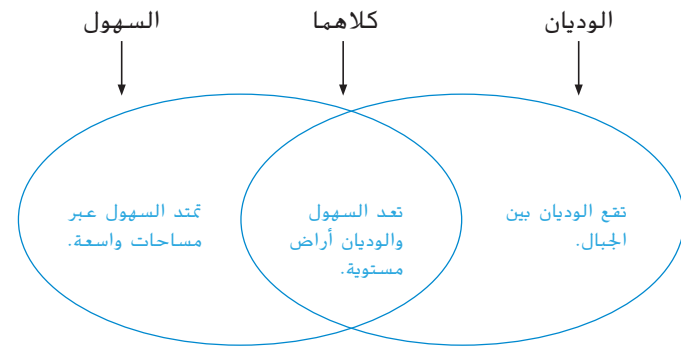 الوديان
كلاهما
السهول
تقع الوديان بين
الجبال.
تعد السهول
والوديان أراض
مستوية.
تمتد السهول عبر
مساحات واسعة.